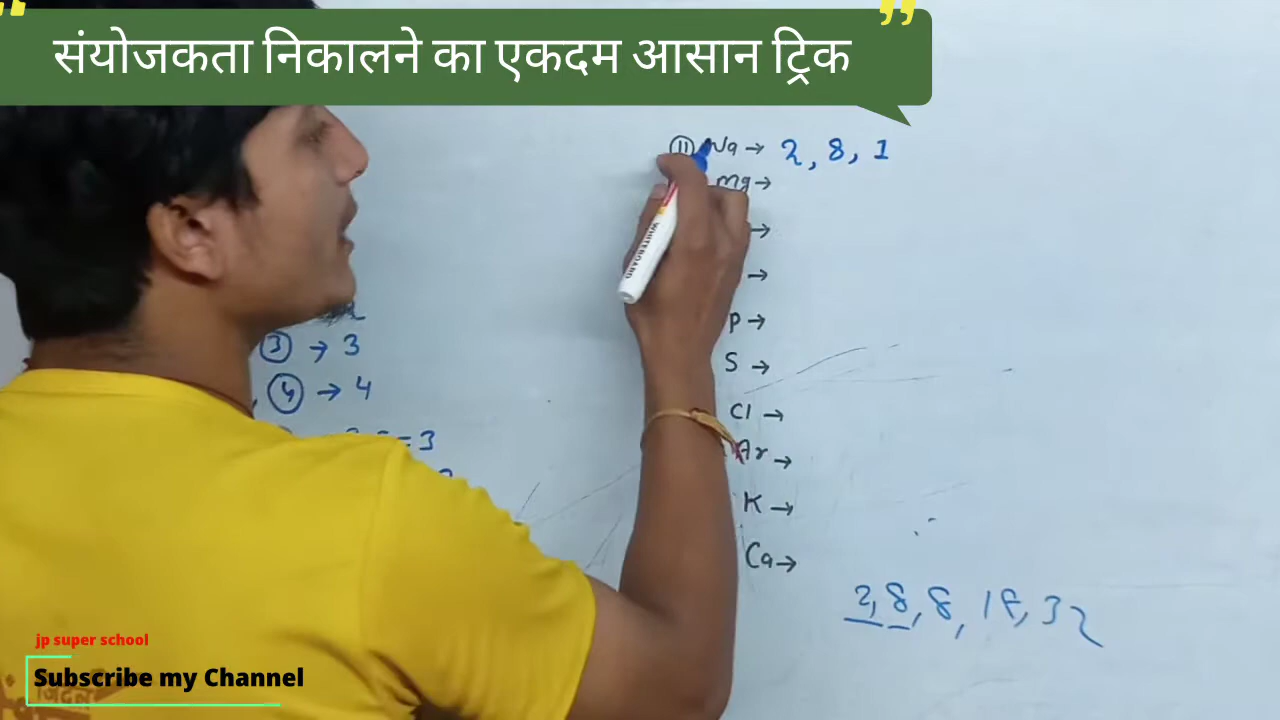 संयोजकता निकालने का एकदम आसान ट्रिक
11 Na → 2, 8, 1
Mg →
→
→
P →
S →
Cl →
Ar →
K →
Ca →
3 → 3
4 → 4
= 3
2, 8, 8, 18, 32
jp super school
Subscribe my Channel